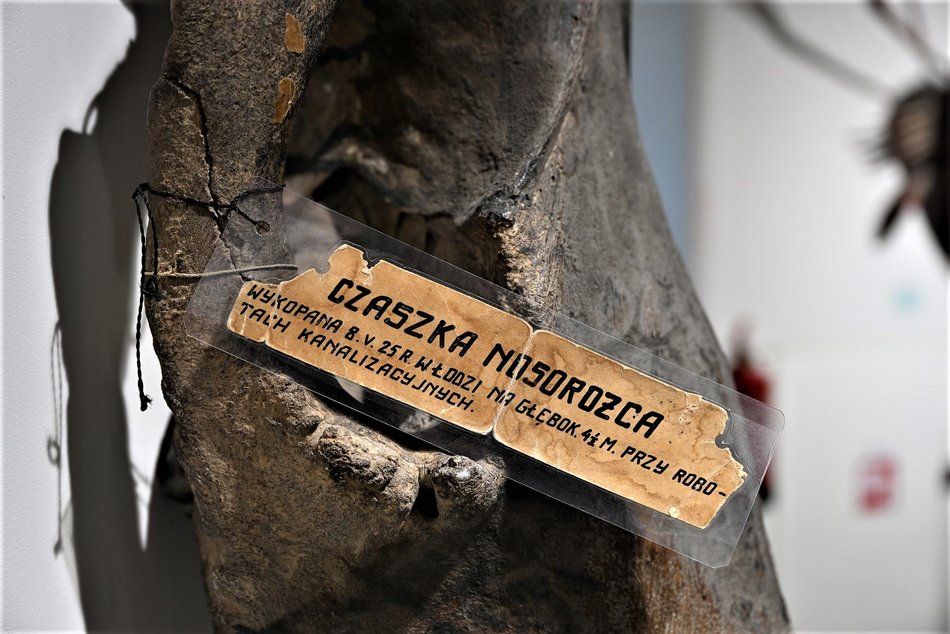 CZASZKA NOSOROŻCA
WYKOPANA 8. V. 25 R. W ŁODZI NA GŁĘBOK. 4½ M. PRZY ROBO-
TACH KANALIZACYJNYCH.